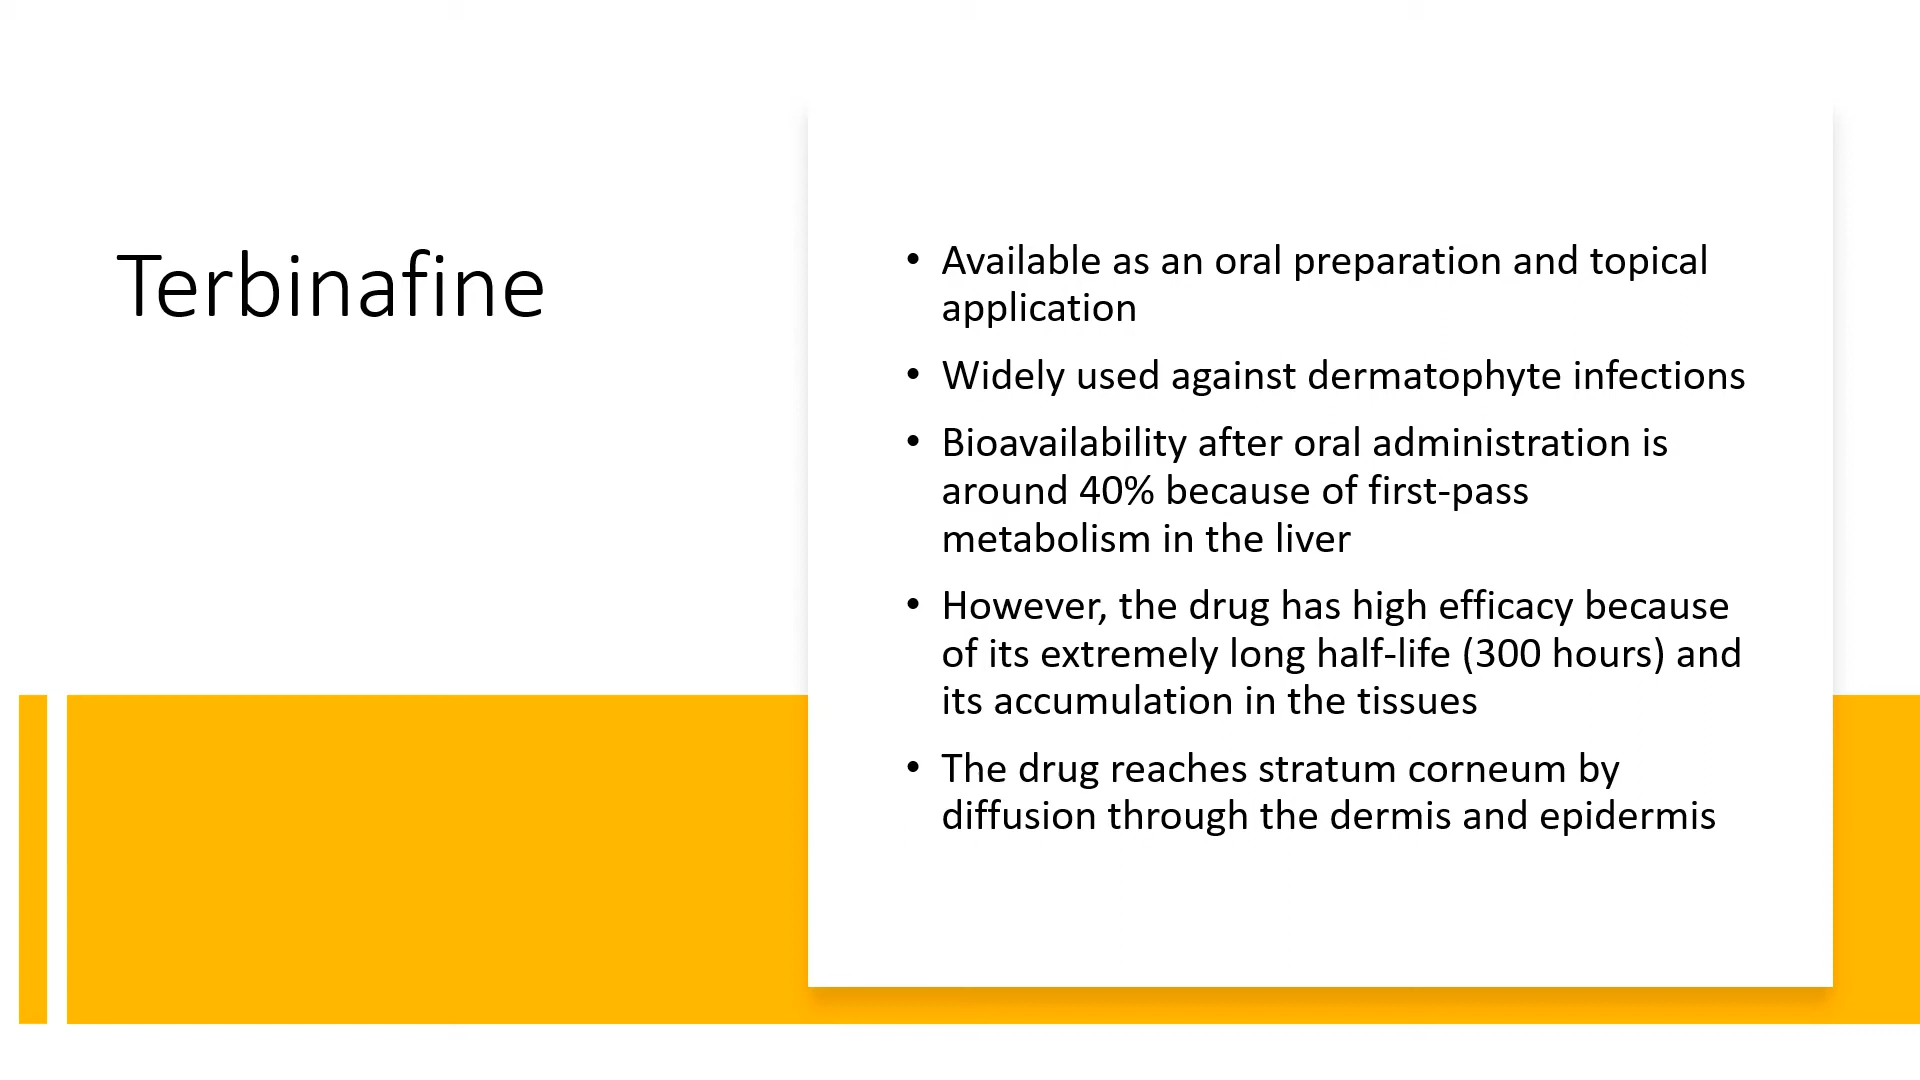 Terbinafine
• Available as an oral preparation and topical
application
• Widely used against dermatophyte infections
• Bioavailability after oral administration is
around 40% because of first-pass
metabolism in the liver
• However, the drug has high efficacy because
of its extremely long half-life (300 hours) and
its accumulation in the tissues
• The drug reaches stratum corneum by
diffusion through the dermis and epidermis